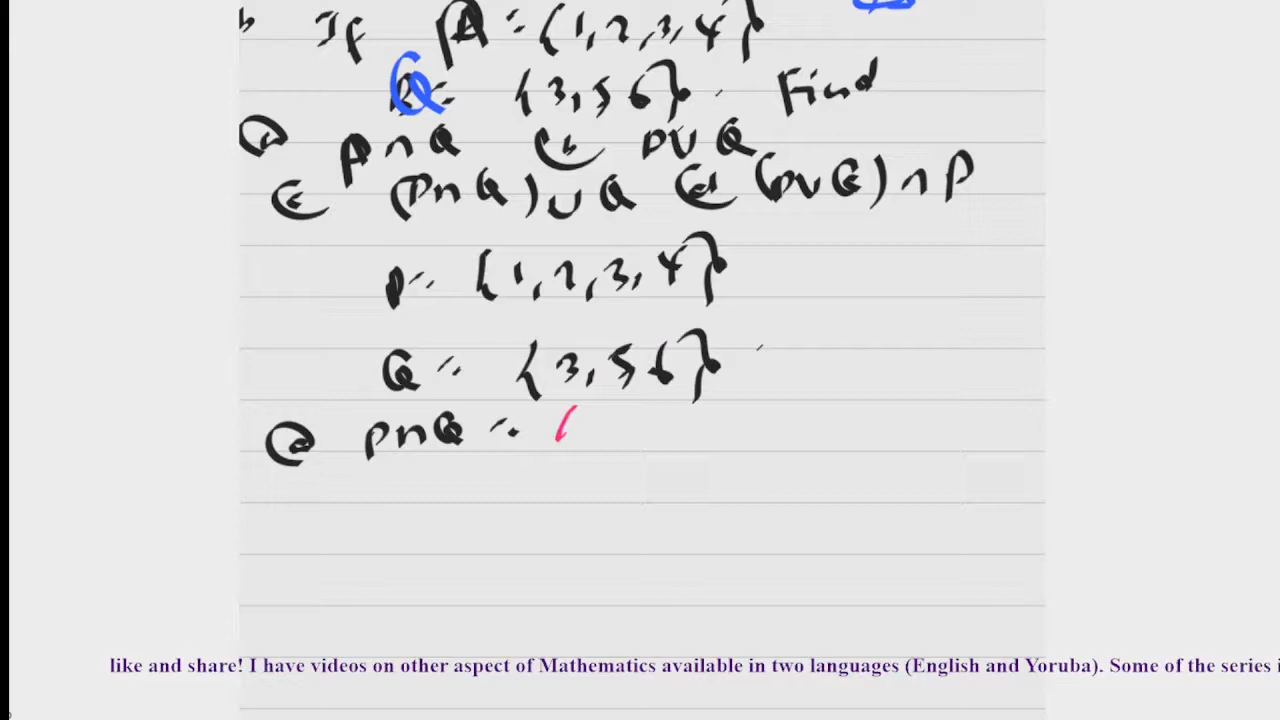 If P = {1, 2, 3, 4}
Q = {3, 5 6}. Find
(a) P ∩ Q (b) P ∪ Q
(c) (P ∩ Q) ∪ Q (d) (P ∪ Q) ∩ P
P = {1, 2, 3, 4}
Q = {3, 5 6}
(a) P ∩ Q =
like and share! I have videos on other aspect of Mathematics available in two languages (English and Yoruba). Some of the series